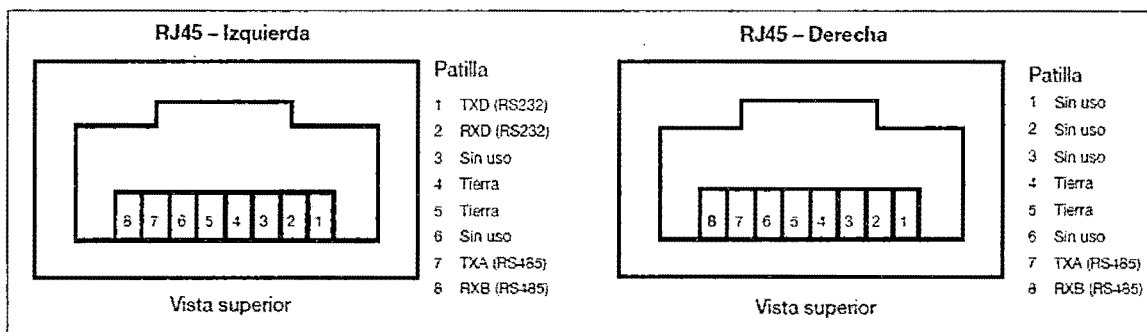 RJ45 – Izquierda
Patilla
1 TXD (RS232)
2 RXD (RS232)
3 Sin uso
4 Tierra
5 Tierra
6 Sin uso
7 TXA (RS485)
8 RXB (RS485)
8 7 6 5 4 3 2 1
Vista superior
RJ45 – Derecha
Patilla
1 Sin uso
2 Sin uso
3 Sin uso
4 Tierra
5 Tierra
6 Sin uso
7 TXA (RS485)
8 RXB (RS485)
8 7 6 5 4 3 2 1
Vista superior